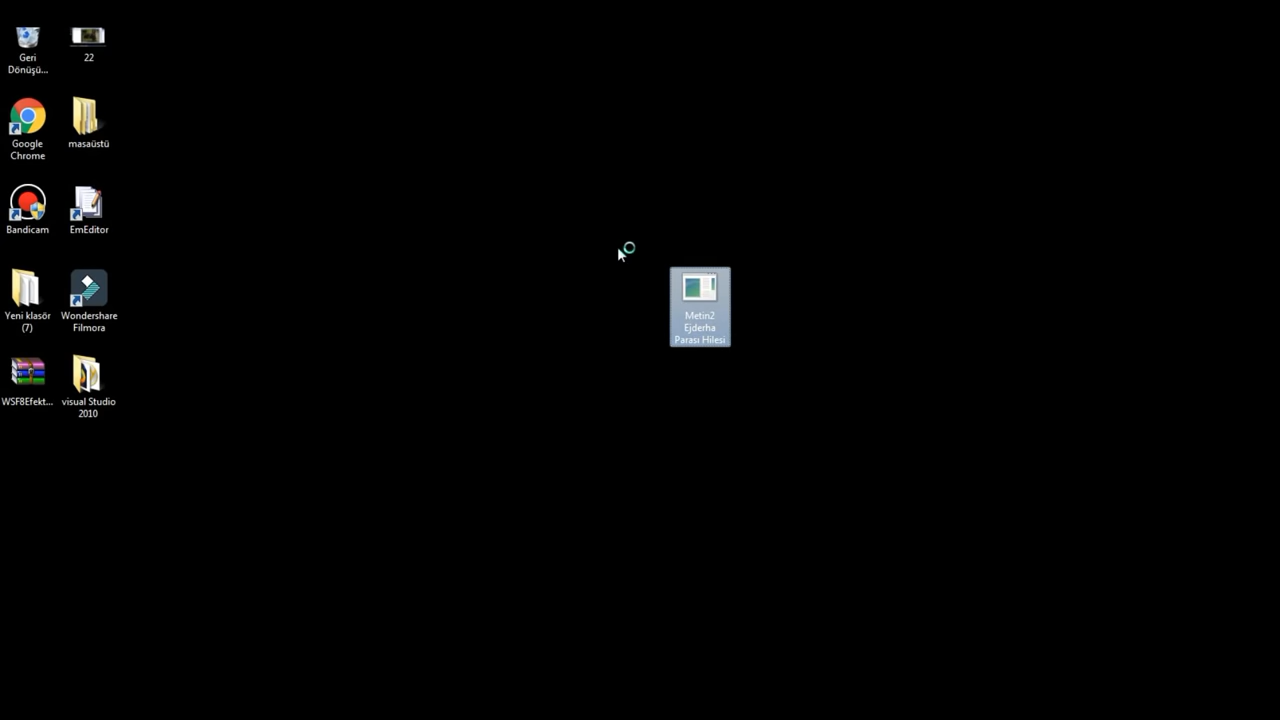 Geri
Dönüşü...
22
Google
Chrome
masaüstü
Bandicam
EmEditor
Yeni klasör
(7)
Wondershare
Filmora
WSF8Efekt...
visual Studio
2010
Metin2
Ejderha
Parası Hilesi